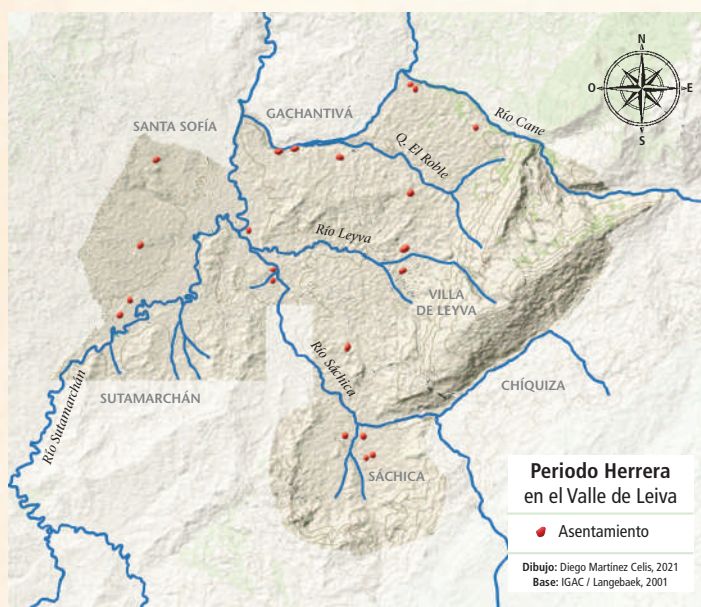 N
O
E
S
GACHANTIVÁ
SANTA SOFÍA
Río Cane
Q. El Roble
Río Leyva
VILLA
DE LEYVA
Río Sáchica
CHÍQUIZA
SUTAMARCHÁN
Río Sutamarchán
SÁCHICA
Periodo Herrera
en el Valle de Leiva
Asentamiento
Dibujo: Diego Martínez Celis, 2021
Base: IGAC / Langebaek, 2001